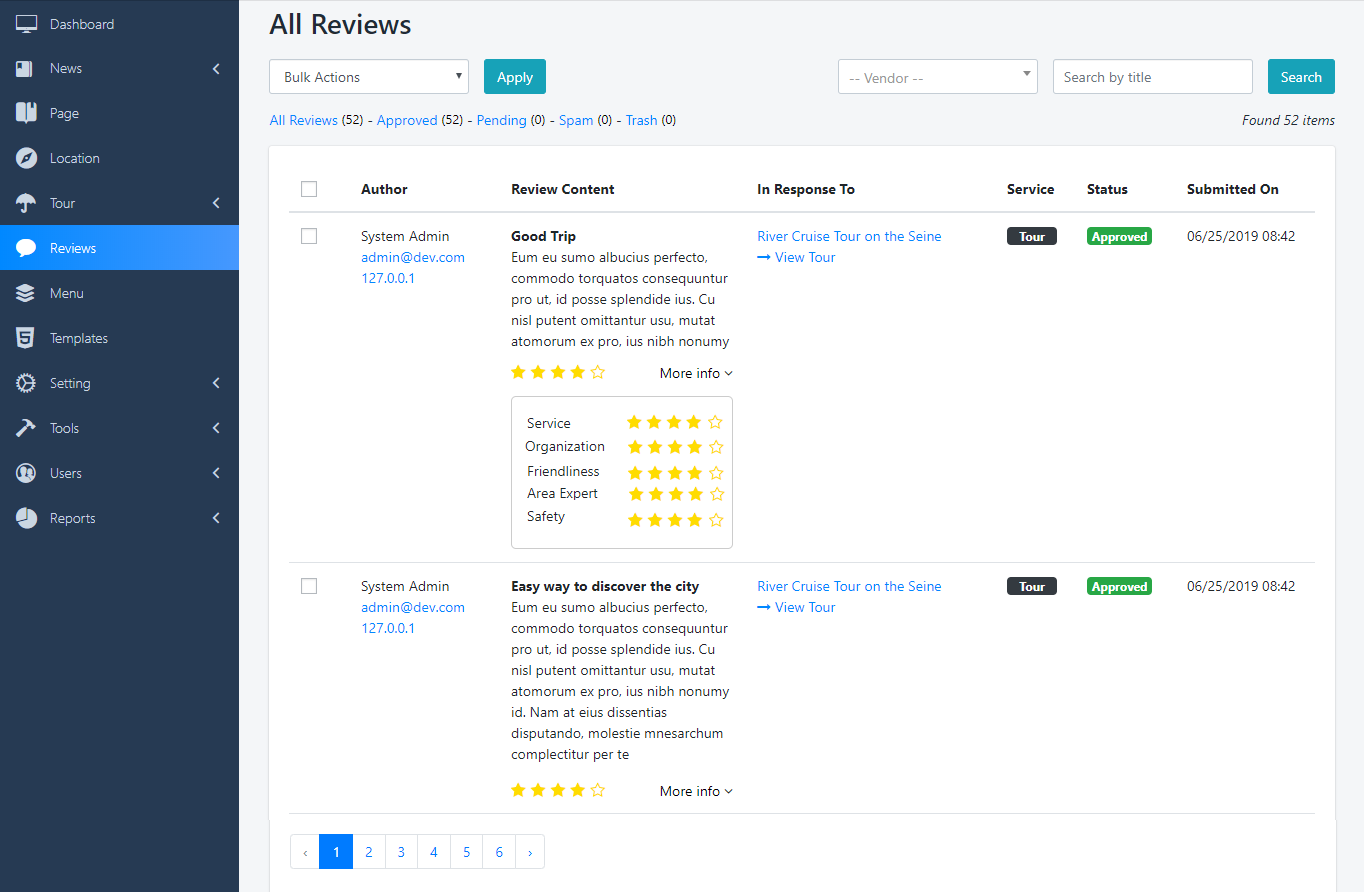 Dashboard
News
Page
Location
Tour
Reviews
Menu
Templates
Setting
Tools
Users
Reports
All Reviews
Bulk Actions
Apply
-- Vendor --
Search by title
Search
All Reviews (52) - Approved (52) - Pending (0) - Spam (0) - Trash (0)
Found 52 items
Author Review Content In Response To Service Status Submitted On
System Admin
admin@dev.com
127.0.0.1
Good Trip
Eum eu sumo albucius perfecto,
commodo torquatos consequuntur
pro ut, id posse splendide ius. Cu
nisl putent omittantur usu, mutat
atomorum ex pro, ius nibh nonumy
More info
Service
Organization
Friendliness
Area Expert
Safety
River Cruise Tour on the Seine
View Tour
Tour
Approved
06/25/2019 08:42
System Admin
admin@dev.com
127.0.0.1
Easy way to discover the city
Eum eu sumo albucius perfecto,
commodo torquatos consequuntur
pro ut, id posse splendide ius. Cu
nisl putent omittantur usu, mutat
atomorum ex pro, ius nibh nonumy
id. Nam at eius dissentias
disputando, molestie mnesarchum
complectitur per te
More info
River Cruise Tour on the Seine
View Tour
Tour
Approved
06/25/2019 08:42
‹ 1 2 3 4 5 6 ›